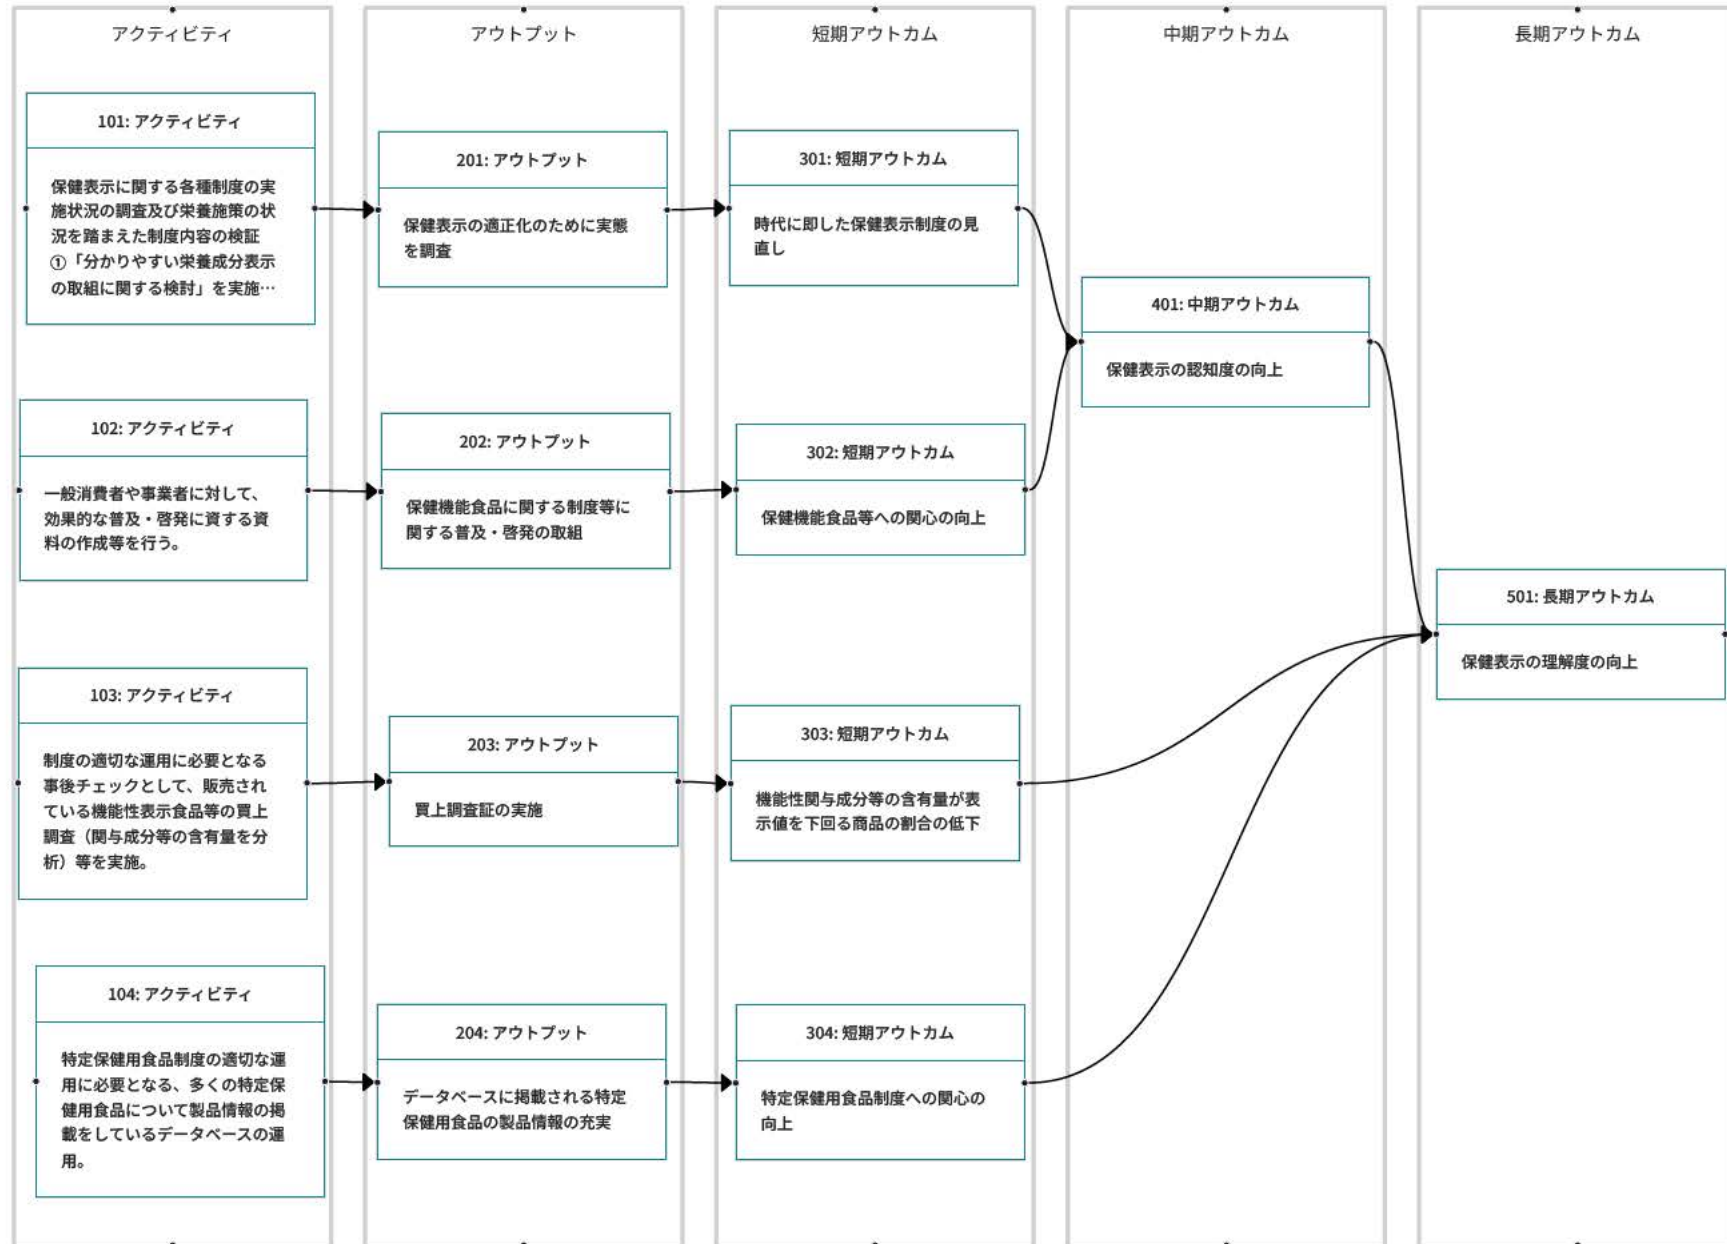 アクティビティ
アウトプット
短期アウトカム
中期アウトカム
長期アウトカム
101: アクティビティ
保健表示に関する各種制度の実
施状況の調査及び栄養施策の状
況を踏まえた制度内容の検証
①「分かりやすい栄養成分表示
の取組に関する検討」を実施…
201: アウトプット
保健表示の適正化のために実態
を調査
301: 短期アウトカム
時代に即した保健表示制度の見
直し
401: 中期アウトカム
保健表示の認知度の向上
102: アクティビティ
一般消費者や事業者に対して、
効果的な普及・啓発に資する資
料の作成等を行う。
202: アウトプット
保健機能食品に関する制度等に
関する普及・啓発の取組
302: 短期アウトカム
保健機能食品等への関心の向上
501: 長期アウトカム
保健表示の理解度の向上
103: アクティビティ
制度の適切な運用に必要となる
事後チェックとして、販売され
ている機能性表示食品等の買上
調査（関与成分等の含有量を分
析）等を実施。
203: アウトプット
買上調査証の実施
303: 短期アウトカム
機能性関与成分等の含有量が表
示値を下回る商品の割合の低下
104: アクティビティ
特定保健用食品制度の適切な運
用に必要となる、多くの特定保
健用食品について製品情報の掲
載をしているデータベースの運
用。
204: アウトプット
データベースに掲載される特定
保健用食品の製品情報の充実
304: 短期アウトカム
特定保健用食品制度への関心の
向上